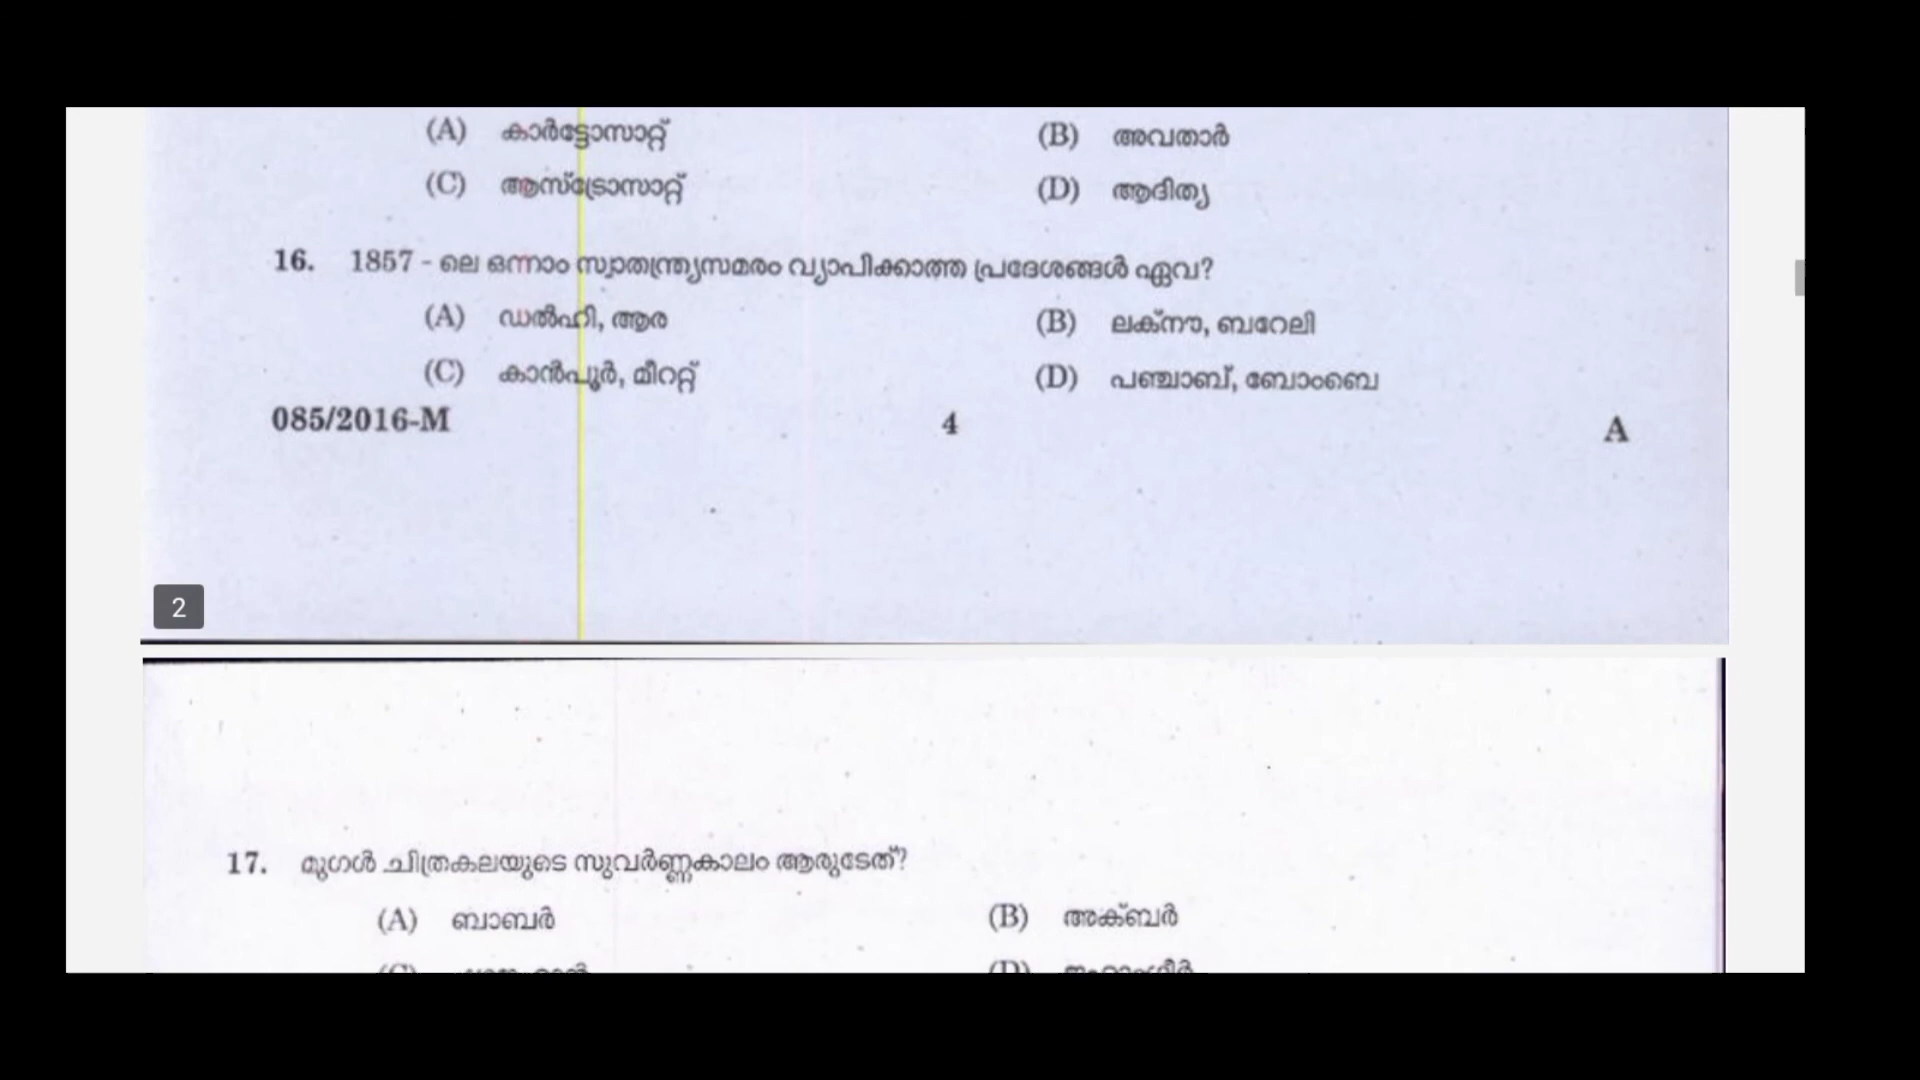 (A) കാർട്ടോസാറ്റ് (B) അവതാർ
(C) ആസ്ട്രോസാറ്റ് (D) ആദിത്യ
16. 1857 - ലെ ഒന്നാം സ്വാതന്ത്ര്യസമരം വ്യാപിക്കാത്ത പ്രദേശങ്ങൾ ഏവ?
(A) ഡൽഹി, ആര (B) ലക്നൗ, ബറേലി
(C) കാൻപൂർ, മീററ്റ് (D) പഞ്ചാബ്, ബോംബെ
085/2016-M 4 A
2
17. മുഗൾ ചിത്രകലയുടെ സുവർണ്ണകാലം ആരുടേത്?
(A) ബാബർ (B) അക്ബർ
(C) (D)